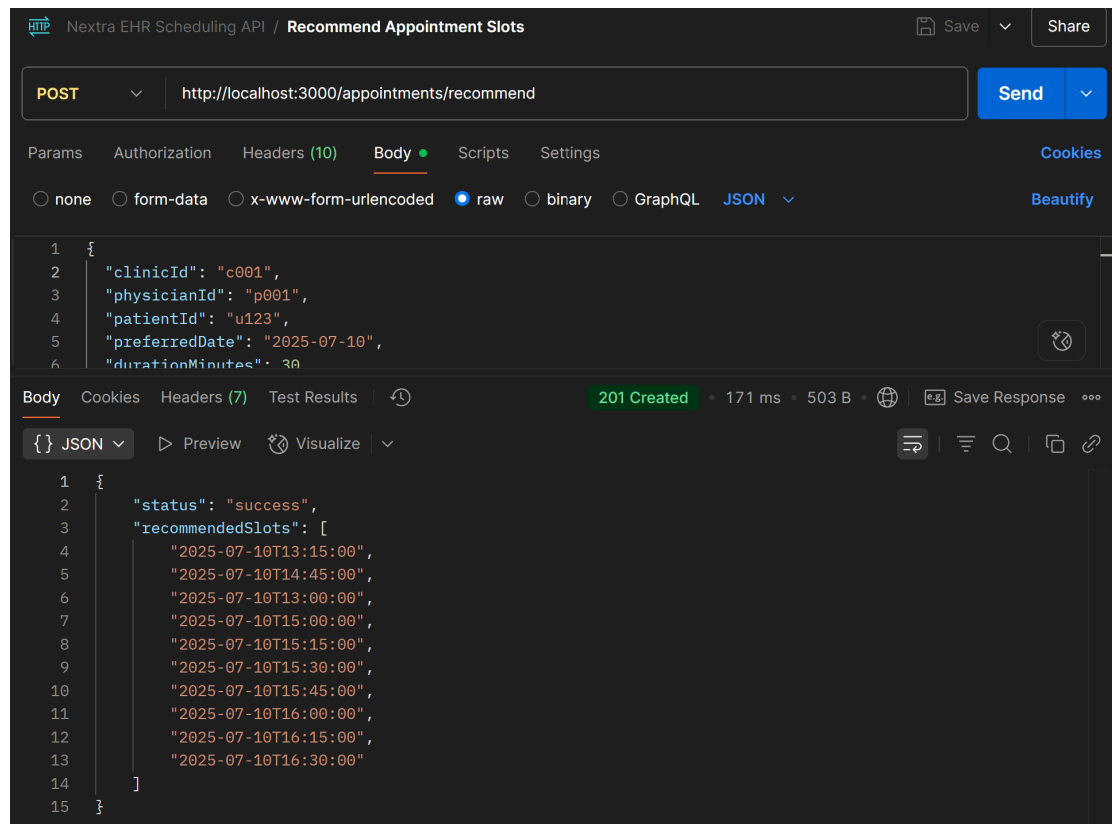 HTTP Nextra EHR Scheduling API / Recommend Appointment Slots Save Share
POST http://localhost:3000/appointments/recommend Send
Params Authorization Headers (10) Body Scripts Settings Cookies
none form-data x-www-form-urlencoded raw binary GraphQL JSON Beautify
1 {
2 "clinicId": "c001",
3 "physicianId": "p001",
4 "patientId": "u123",
5 "preferredDate": "2025-07-10",
6 "durationMinutes": 30
Body Cookies Headers (7) Test Results 201 Created • 171 ms • 503 B • e.g. Save Response
{} JSON Preview Visualize
1 {
2 "status": "success",
3 "recommendedSlots": [
4 "2025-07-10T13:15:00",
5 "2025-07-10T14:45:00",
6 "2025-07-10T13:00:00",
7 "2025-07-10T15:00:00",
8 "2025-07-10T15:15:00",
9 "2025-07-10T15:30:00",
10 "2025-07-10T15:45:00",
11 "2025-07-10T16:00:00",
12 "2025-07-10T16:15:00",
13 "2025-07-10T16:30:00"
14 ]
15 }